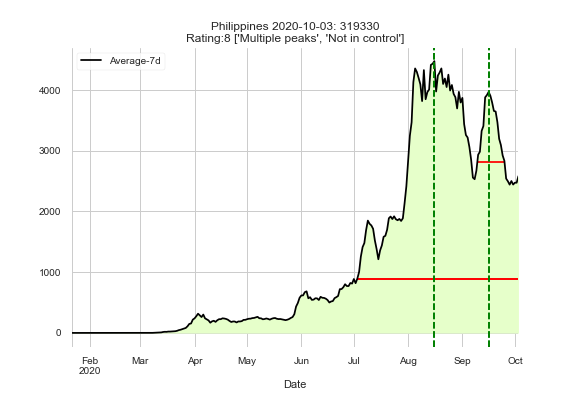 Philippines 2020-10-03: 319330
Rating:8 ['Multiple peaks', 'Not in control']
Average-7d
4000
3000
2000
1000
0
Feb Mar Apr May Jun Jul Aug Sep Oct
2020
Date